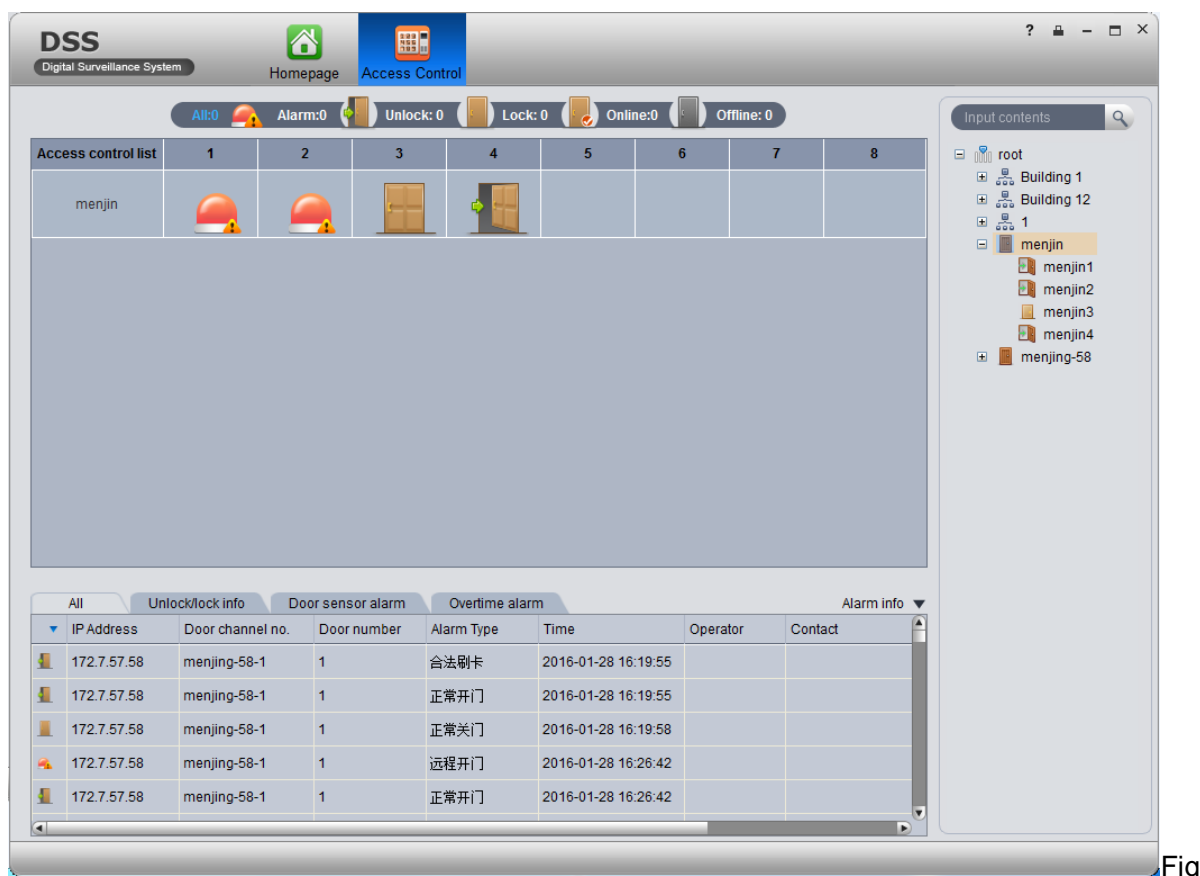 DSS
Digital Surveillance System
Homepage
Access Control
?
All:0 Alarm:0 Unlock: 0 Lock: 0 Online:0 Offline: 0
Access control list 1 2 3 4 5 6 7 8
menjin
Input contents
root
Building 1
Building 12
1
menjin
menjin1
menjin2
menjin3
menjin4
menjing-58
All Unlock/lock info Door sensor alarm Overtime alarm Alarm info
IP Address Door channel no. Door number Alarm Type Time Operator Contact
172.7.57.58 menjing-58-1 1 合法刷卡 2016-01-28 16:19:55
172.7.57.58 menjing-58-1 1 正常开门 2016-01-28 16:19:55
172.7.57.58 menjing-58-1 1 正常关门 2016-01-28 16:19:58
172.7.57.58 menjing-58-1 1 远程开门 2016-01-28 16:26:42
172.7.57.58 menjing-58-1 1 正常开门 2016-01-28 16:26:42
Fig